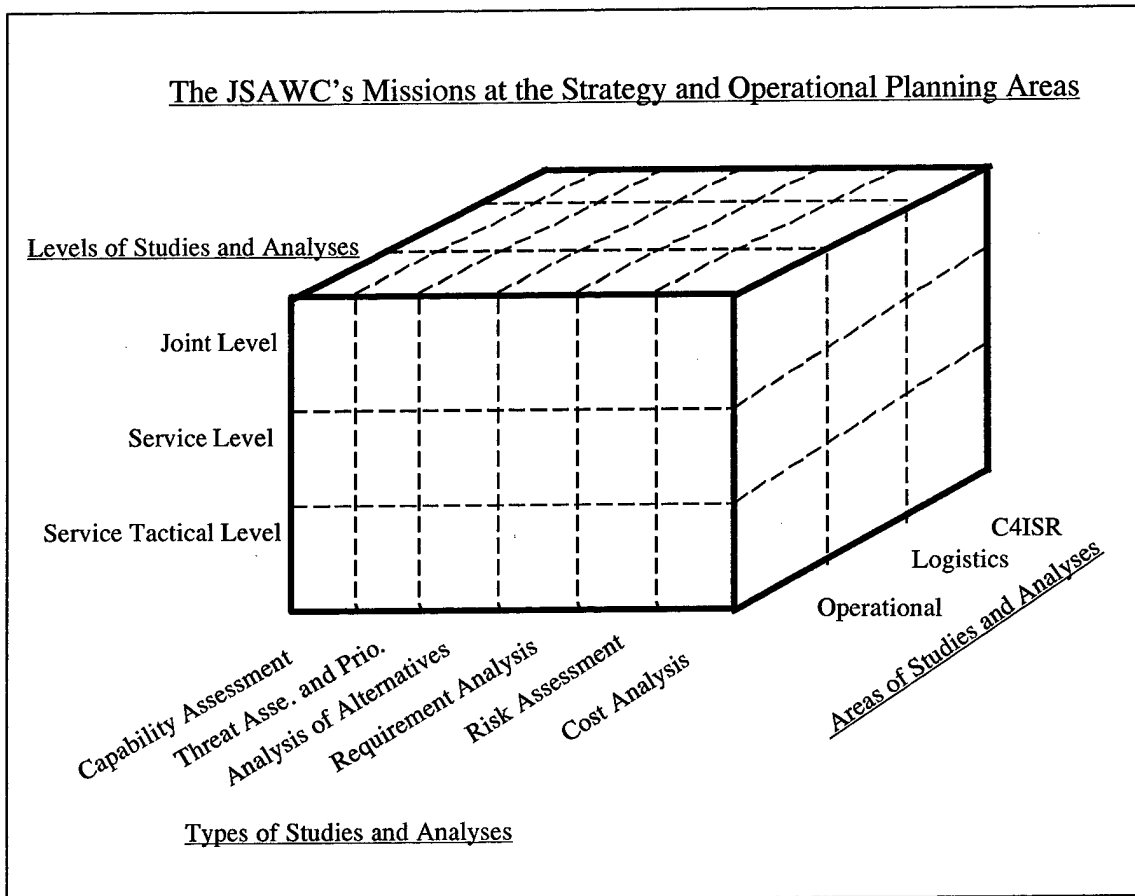 The JSAWC's Missions at the Strategy and Operational Planning Areas
Levels of Studies and Analyses
Joint Level
Service Level
Service Tactical Level
C4ISR
Logistics
Operational
Areas of Studies and Analyses
Capability Assessment
Threat Asse. and Prio.
Analysis of Alternatives
Requirement Analysis
Risk Assessment
Cost Analysis
Types of Studies and Analyses